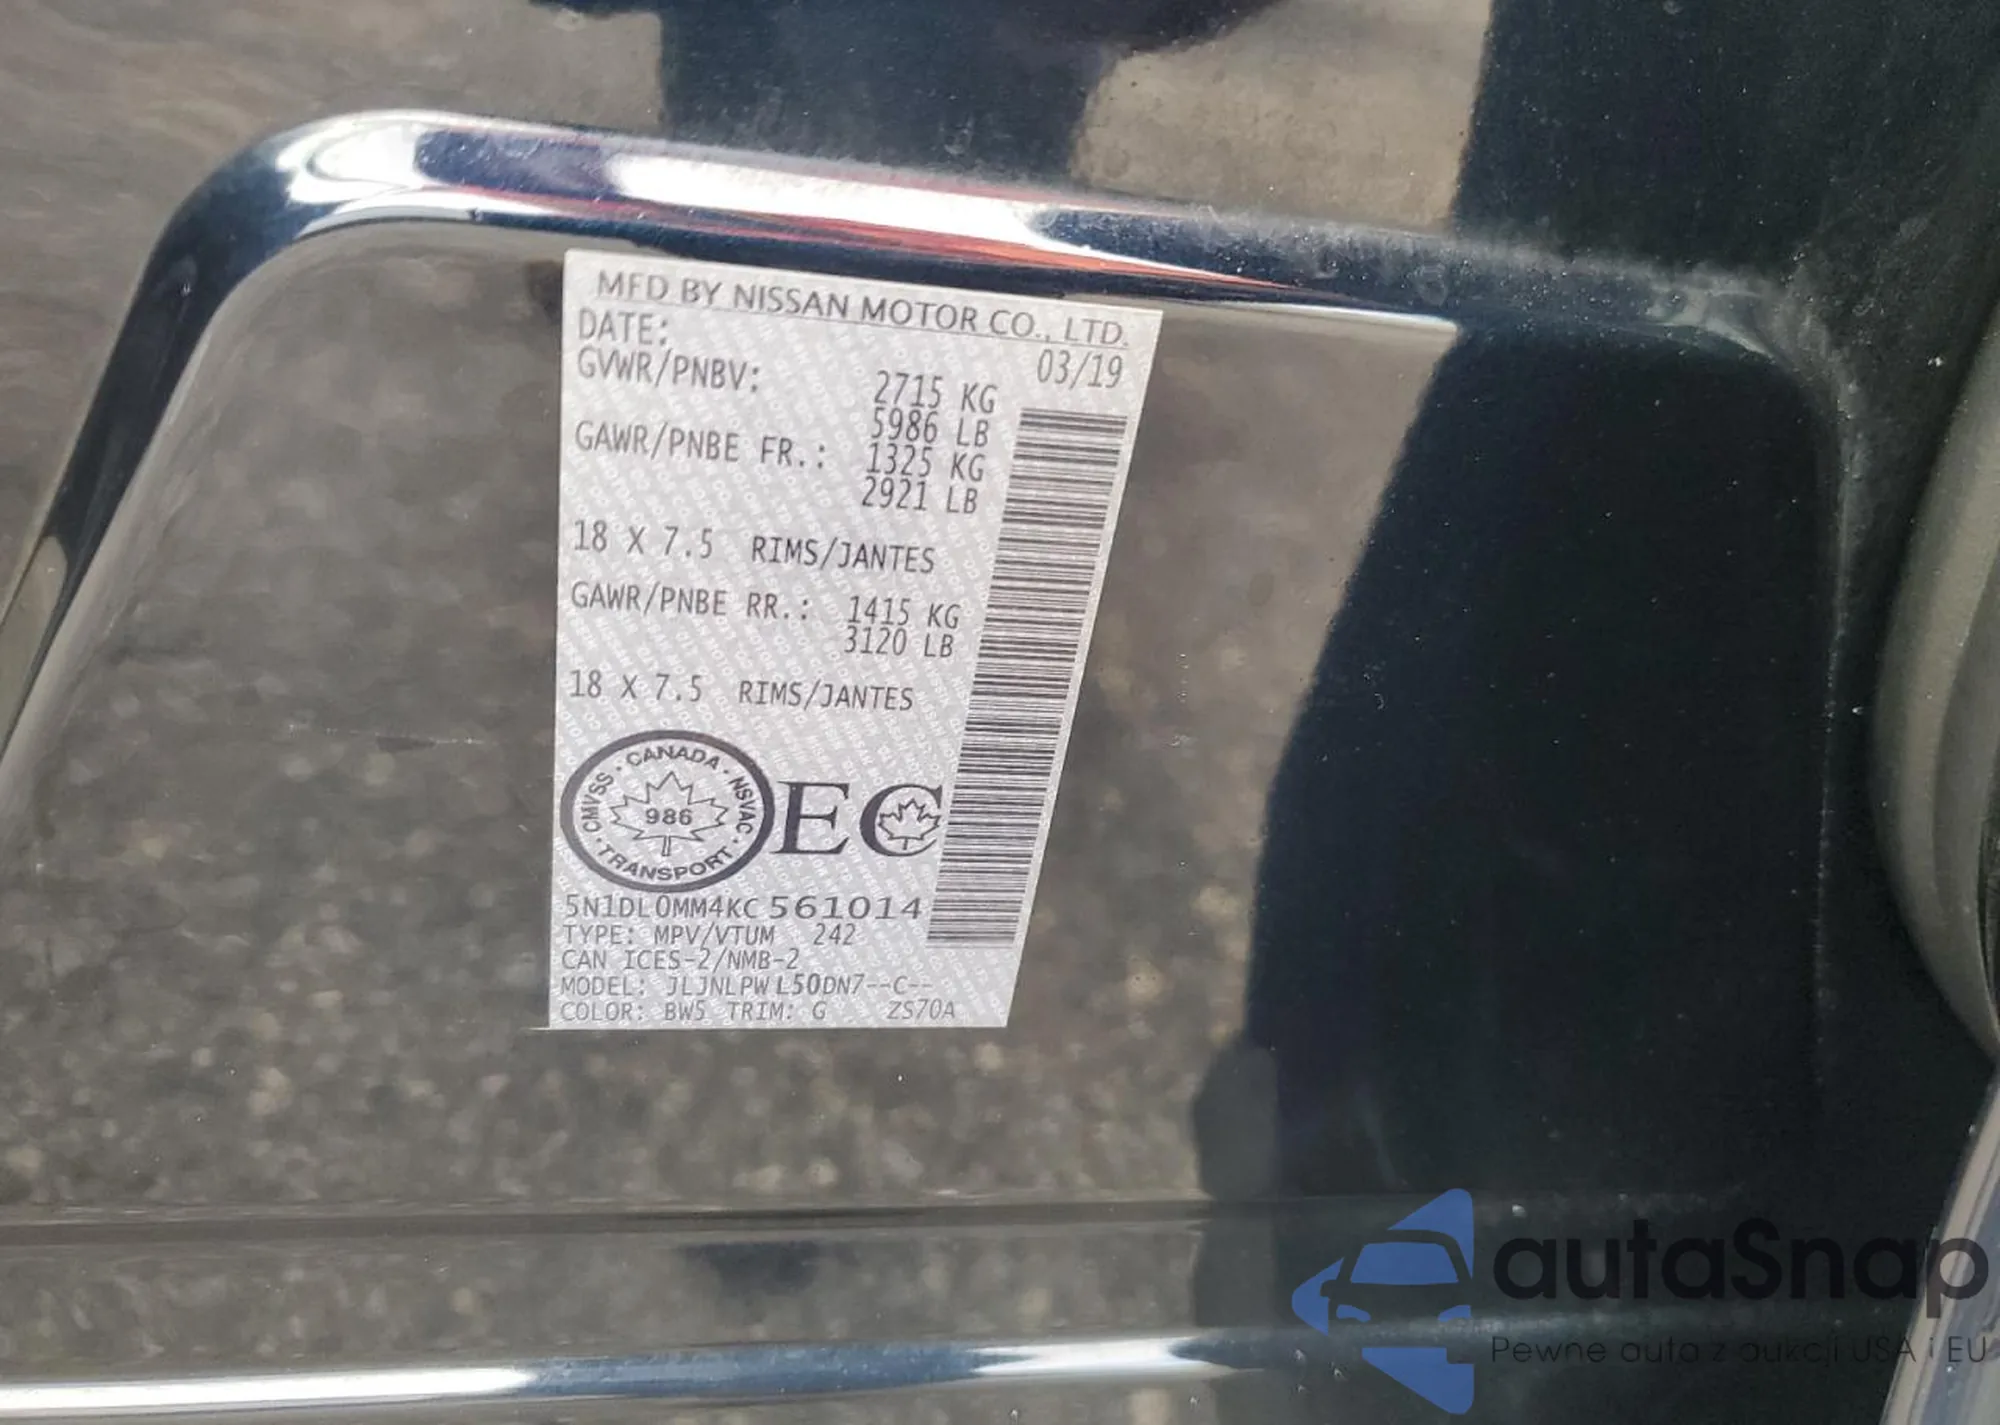 MFD BY NISSAN MOTOR CO., LTD.
DATE: 03/19
GVWR/PNBV: 2715 KG
5986 LB
GAWR/PNBE FR.: 1325 KG
2921 LB
18 X 7.5 RIMS/JANTES
GAWR/PNBE RR.: 1415 KG
3120 LB
18 X 7.5 RIMS/JANTES
CANADA · NSVAC · TRANSPORT · CMVSS ·
986
EC
5N1DL0MM4KC561014
TYPE: MPV/VTUM 242
CAN ICES-2/NMB-2
MODEL: JLJNLPWL50DN7--C--
COLOR: BW5 TRIM: G ZS70A
autaSnap
Pewne auta z aukcji USA i EU